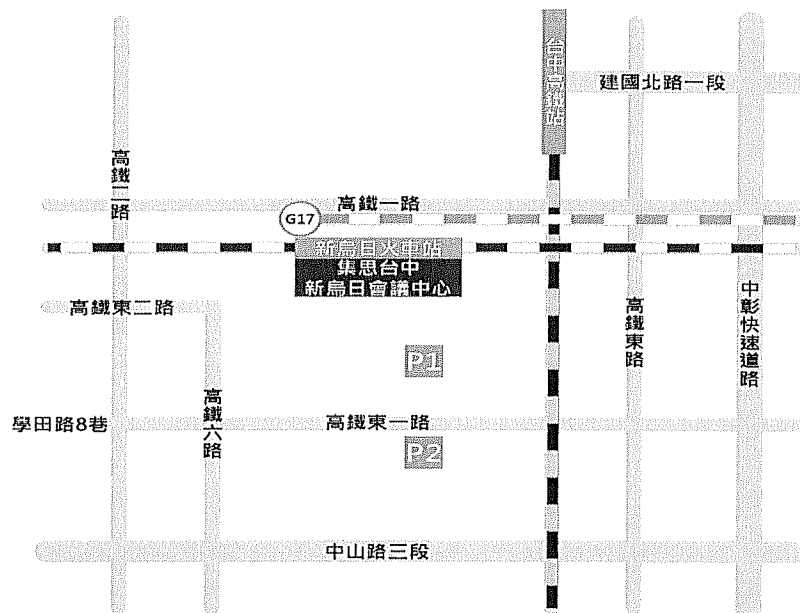 台中高鐵站
建國北路一段
高鐵二路
高鐵一路
G17
新烏日火車站
集思台中
新烏日會議中心
高鐵東二路
中彰快速道路
高鐵東路
P1
高鐵六路
學田路8巷
高鐵東一路
P2
中山路三段